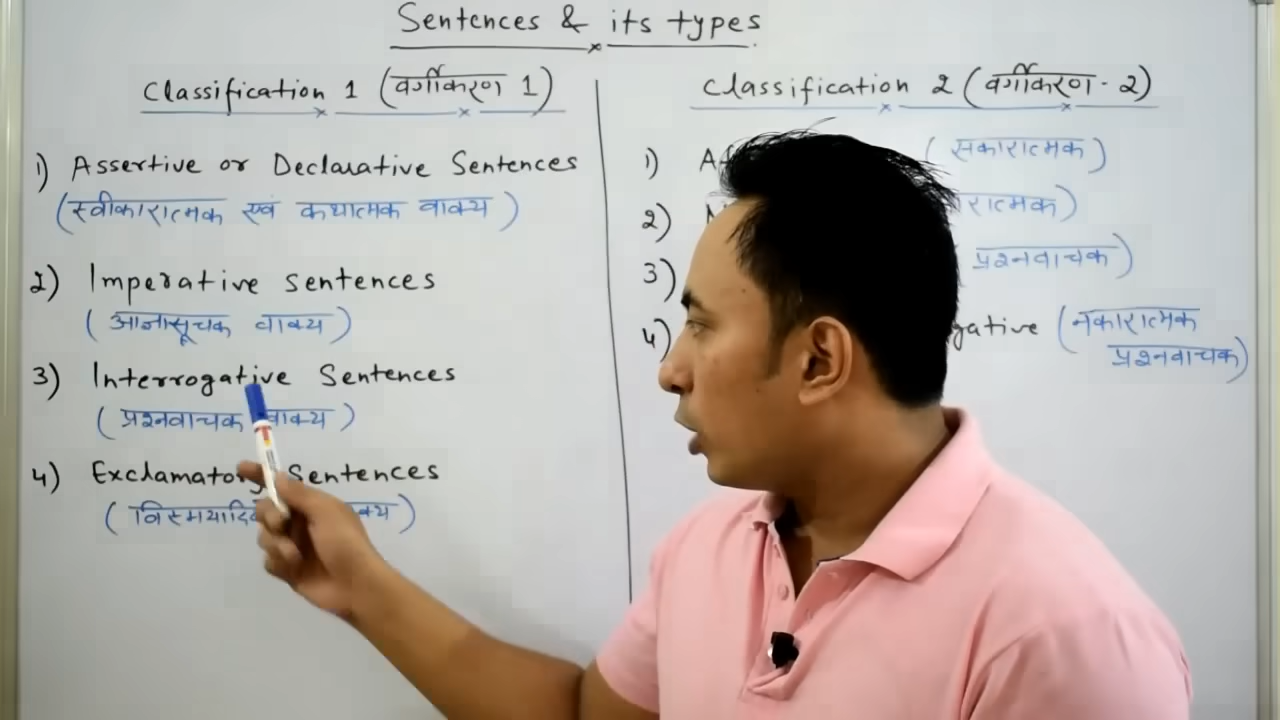 Sentences & its types
Classification 1 (वर्गीकरण 1)
1) Assertive or Declarative Sentences
(स्वीकारात्मक एवं कथात्मक वाक्य)
2) Imperative sentences
(आज्ञासूचक वाक्य)
3) Interrogative Sentences
(प्रश्नवाचक वाक्य)
4) Exclamatory Sentences
Classification 2 (वर्गीकरण - 2)
1) (सकारात्मक)
2)
3) प्रश्नवाचक)
4) (नकारात्मक
प्रश्नवाचक)